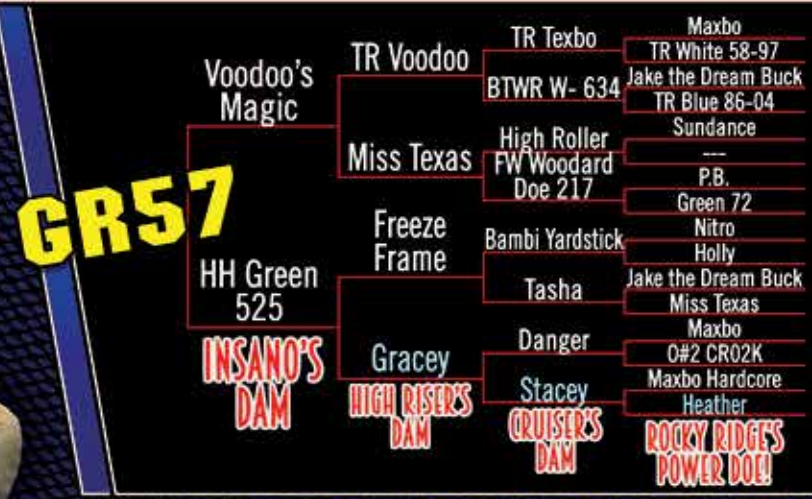 GR57
Voodoo's
Magic
HH Green
525
INSANO'S
DAM
TR Voodoo
Miss Texas
Freeze
Frame
Gracey
HIGH RISER'S
DAM
TR Texbo
BTWR W- 634
High Roller
FW Woodard
Doe 217
Bambi Yardstick
Tasha
Danger
Stacey
CRUISER'S
DAM
Maxbo
TR White 58-97
Jake the Dream Buck
TR Blue 86-04
Sundance
---
P.B.
Green 72
Nitro
Holly
Jake the Dream Buck
Miss Texas
Maxbo
O#2 CR02K
Maxbo Hardcore
Heather
ROCKY RIDGE'S
POWER DOE!